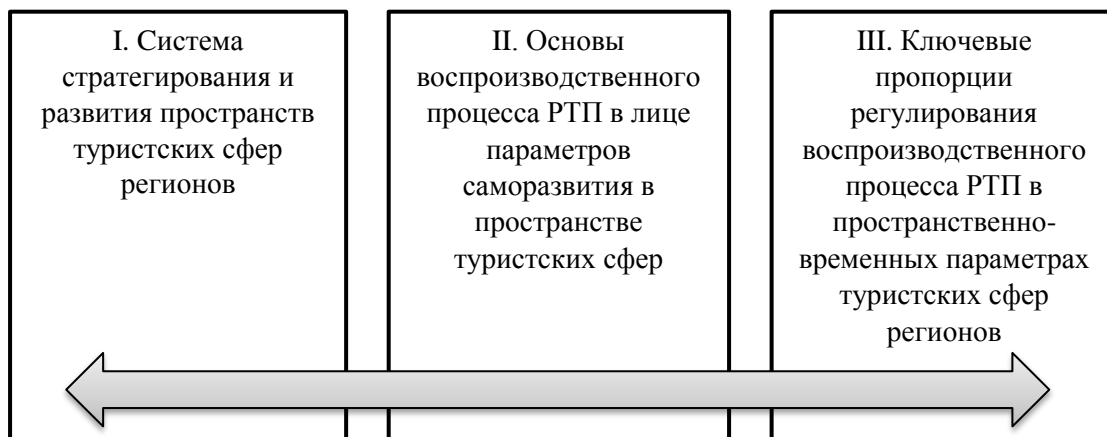 I. Система
стратегирования и
развития пространств
туристских сфер
регионов
II. Основы
воспроизводственного
процесса РТП в лице
параметров
саморазвития в
пространстве
туристских сфер
III. Ключевые
пропорции
регулирования
воспроизводственного
процесса РТП в
пространственно-
временных параметрах
туристских сфер
регионов